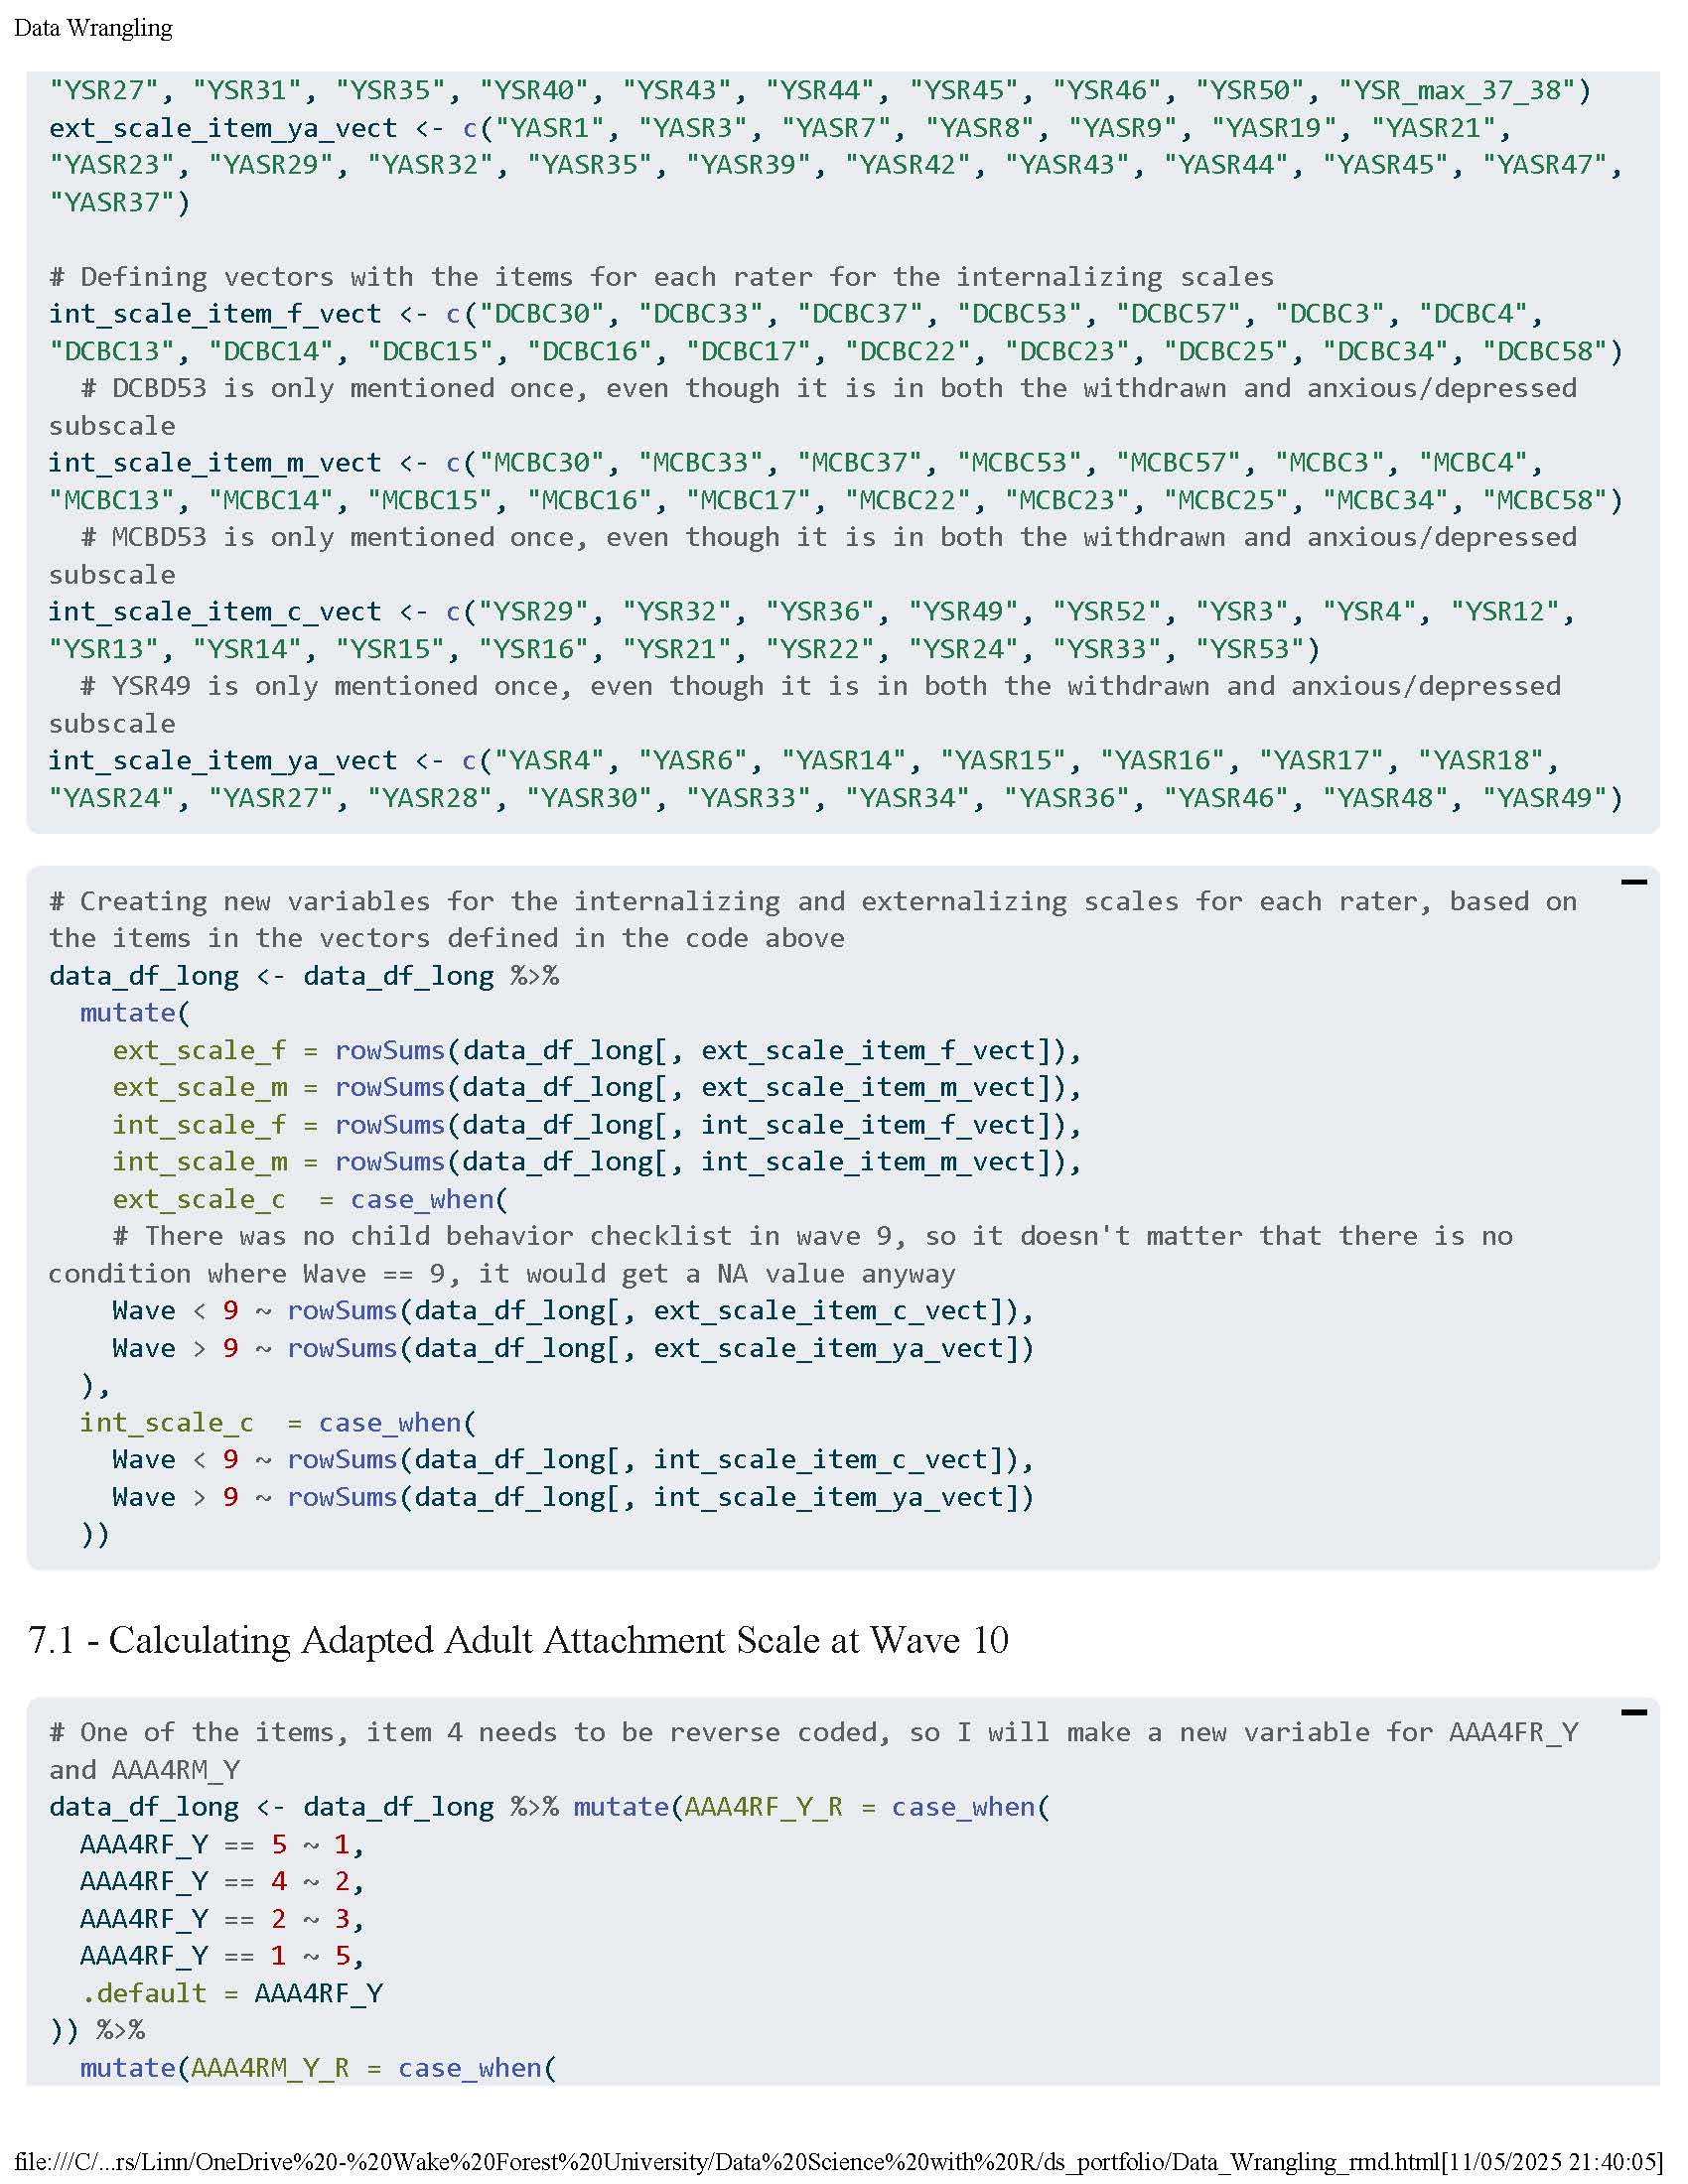 Data Wrangling
"YSR27", "YSR31", "YSR35", "YSR40", "YSR43", "YSR44", "YSR45", "YSR46", "YSR50", "YSR_max_37_38")
ext_scale_item_ya_vect <- c("YASR1", "YASR3", "YASR7", "YASR8", "YASR9", "YASR19", "YASR21",
"YASR23", "YASR29", "YASR32", "YASR35", "YASR39", "YASR42", "YASR43", "YASR44", "YASR45", "YASR47",
"YASR37")
# Defining vectors with the items for each rater for the internalizing scales
int_scale_item_f_vect <- c("DCBC30", "DCBC33", "DCBC37", "DCBC53", "DCBC57", "DCBC3", "DCBC4",
"DCBC13", "DCBC14", "DCBC15", "DCBC16", "DCBC17", "DCBC22", "DCBC23", "DCBC25", "DCBC34", "DCBC58")
  # DCBD53 is only mentioned once, even though it is in both the withdrawn and anxious/depressed
subscale
int_scale_item_m_vect <- c("MCBC30", "MCBC33", "MCBC37", "MCBC53", "MCBC57", "MCBC3", "MCBC4",
"MCBC13", "MCBC14", "MCBC15", "MCBC16", "MCBC17", "MCBC22", "MCBC23", "MCBC25", "MCBC34", "MCBC58")
  # MCBD53 is only mentioned once, even though it is in both the withdrawn and anxious/depressed
subscale
int_scale_item_c_vect <- c("YSR29", "YSR32", "YSR36", "YSR49", "YSR52", "YSR3", "YSR4", "YSR12",
"YSR13", "YSR14", "YSR15", "YSR16", "YSR21", "YSR22", "YSR24", "YSR33", "YSR53")
  # YSR49 is only mentioned once, even though it is in both the withdrawn and anxious/depressed
subscale
int_scale_item_ya_vect <- c("YASR4", "YASR6", "YASR14", "YASR15", "YASR16", "YASR17", "YASR18",
"YASR24", "YASR27", "YASR28", "YASR30", "YASR33", "YASR34", "YASR36", "YASR46", "YASR48", "YASR49")
# Creating new variables for the internalizing and externalizing scales for each rater, based on
the items in the vectors defined in the code above
data_df_long <- data_df_long %>%
  mutate(
    ext_scale_f = rowSums(data_df_long[, ext_scale_item_f_vect]),
    ext_scale_m = rowSums(data_df_long[, ext_scale_item_m_vect]),
    int_scale_f = rowSums(data_df_long[, int_scale_item_f_vect]),
    int_scale_m = rowSums(data_df_long[, int_scale_item_m_vect]),
    ext_scale_c  = case_when(
    # There was no child behavior checklist in wave 9, so it doesn't matter that there is no
condition where Wave == 9, it would get a NA value anyway
    Wave < 9 ~ rowSums(data_df_long[, ext_scale_item_c_vect]),
    Wave > 9 ~ rowSums(data_df_long[, ext_scale_item_ya_vect])
  ),
  int_scale_c  = case_when(
    Wave < 9 ~ rowSums(data_df_long[, int_scale_item_c_vect]),
    Wave > 9 ~ rowSums(data_df_long[, int_scale_item_ya_vect])
  ))
7.1 - Calculating Adapted Adult Attachment Scale at Wave 10
# One of the items, item 4 needs to be reverse coded, so I will make a new variable for AAA4FR_Y
and AAA4RM_Y
data_df_long <- data_df_long %>% mutate(AAA4RF_Y_R = case_when(
  AAA4RF_Y == 5 ~ 1,
  AAA4RF_Y == 4 ~ 2,
  AAA4RF_Y == 2 ~ 3,
  AAA4RF_Y == 1 ~ 5,
  .default = AAA4RF_Y
)) %>%
  mutate(AAA4RM_Y_R = case_when(
file:///C/...rs/Linn/OneDrive%20-%20Wake%20Forest%20University/Data%20Science%20with%20R/ds_portfolio/Data_Wrangling_rmd.html[11/05/2025 21:40:05]